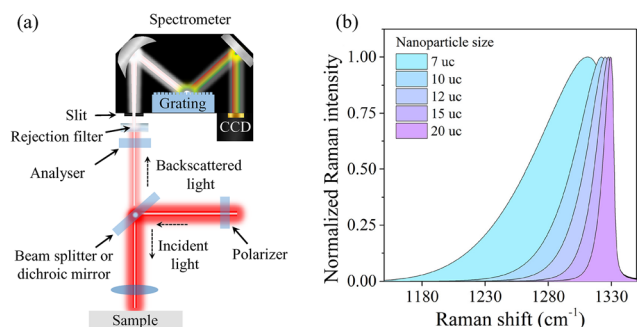 (a)
Spectrometer
Grating
CCD
Slit
Rejection filter
Analyser
Backscattered
light
Incident
light
Polarizer
Beam splitter or
dichroic mirror
Sample
(b)
Nanoparticle size
7 uc
10 uc
12 uc
15 uc
20 uc
Normalized Raman intensity
1.00
0.75
0.50
0.25
0.00
1180 1230 1280 1330
Raman shift (cm⁻¹)